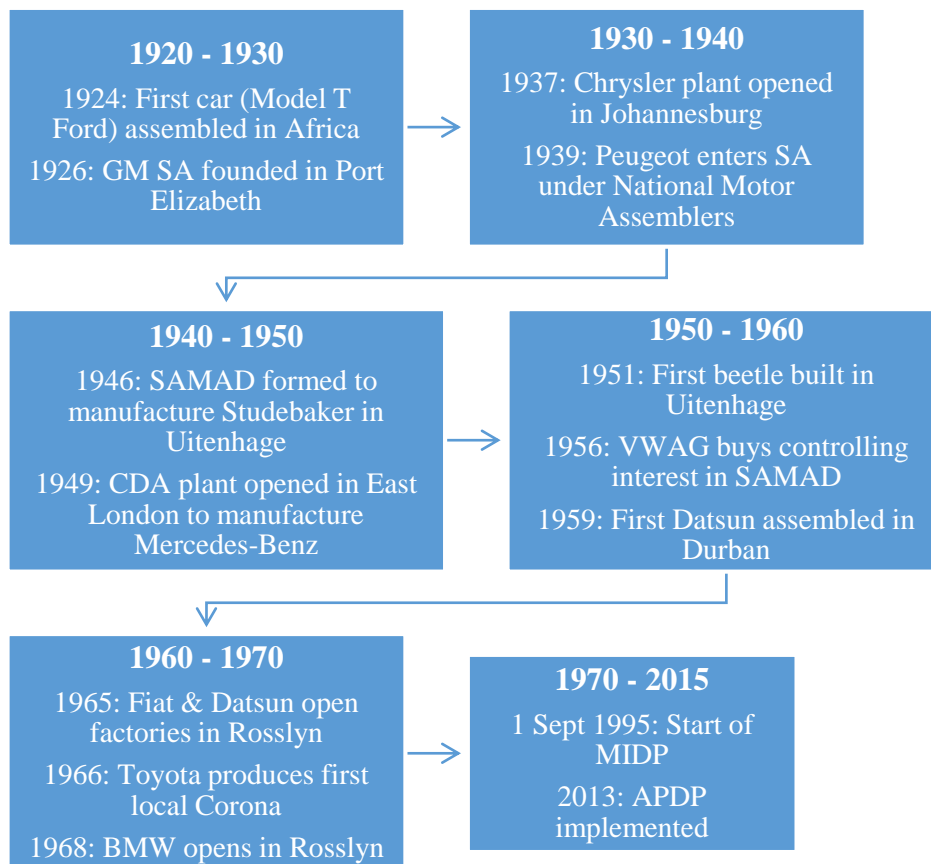 1920 - 1930
1924: First car (Model T
Ford) assembled in Africa
1926: GM SA founded in Port
Elizabeth
1930 - 1940
1937: Chrysler plant opened
in Johannesburg
1939: Peugeot enters SA
under National Motor
Assemblers
1940 - 1950
1946: SAMAD formed to
manufacture Studebaker in
Uitenhage
1949: CDA plant opened in East
London to manufacture
Mercedes-Benz
1950 - 1960
1951: First beetle built in
Uitenhage
1956: VWAG buys controlling
interest in SAMAD
1959: First Datsun assembled in
Durban
1960 - 1970
1965: Fiat & Datsun open
factories in Rosslyn
1966: Toyota produces first
local Corona
1968: BMW opens in Rosslyn
1970 - 2015
1 Sept 1995: Start of
MIDP
2013: APDP
implemented